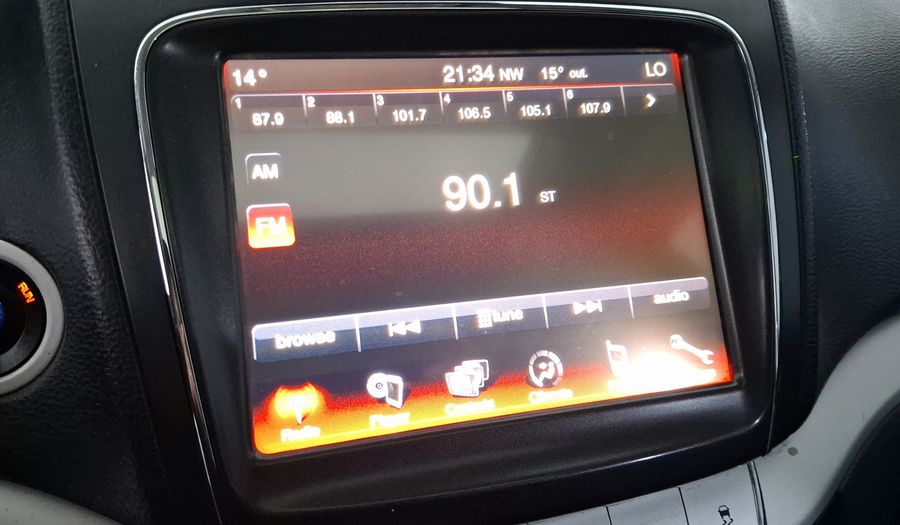 14° 21:34 NW 15° out. LO
1 2 3 4 5 6
87.9 88.1 101.7 106.5 105.1 107.9
AM
90.1 ST
FM
browse tune audio
Radio Player Controls Climate
RUN